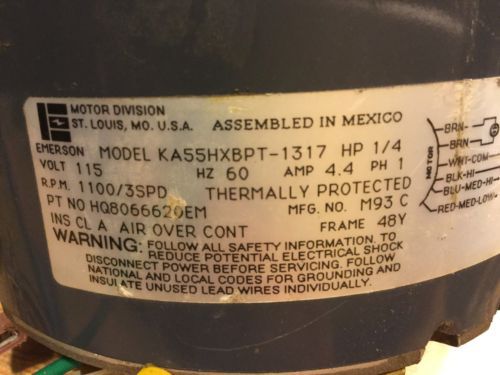 MOTOR DIVISION
ST. LOUIS, MO. U.S.A. ASSEMBLED IN MEXICO
EMERSON MODEL KA55HXBPT-1317 HP 1/4
VOLT 115 HZ 60 AMP 4.4 PH 1
R.P.M. 1100/3SPD THERMALLY PROTECTED
PT NO HQ8066620EM MFG. NO. M93 C
INS CL A AIR OVER CONT FRAME 48Y
WARNING: FOLLOW ALL SAFETY INFORMATION. TO
REDUCE POTENTIAL ELECTRICAL SHOCK
DISCONNECT POWER BEFORE SERVICING. FOLLOW
NATIONAL AND LOCAL CODES FOR GROUNDING AND
INSULATE UNUSED LEAD WIRES INDIVIDUALLY.
MOTOR
BRN
BRN
WHT-COM
BLK-HI
BLU-MED-HI
RED-MED-LOW